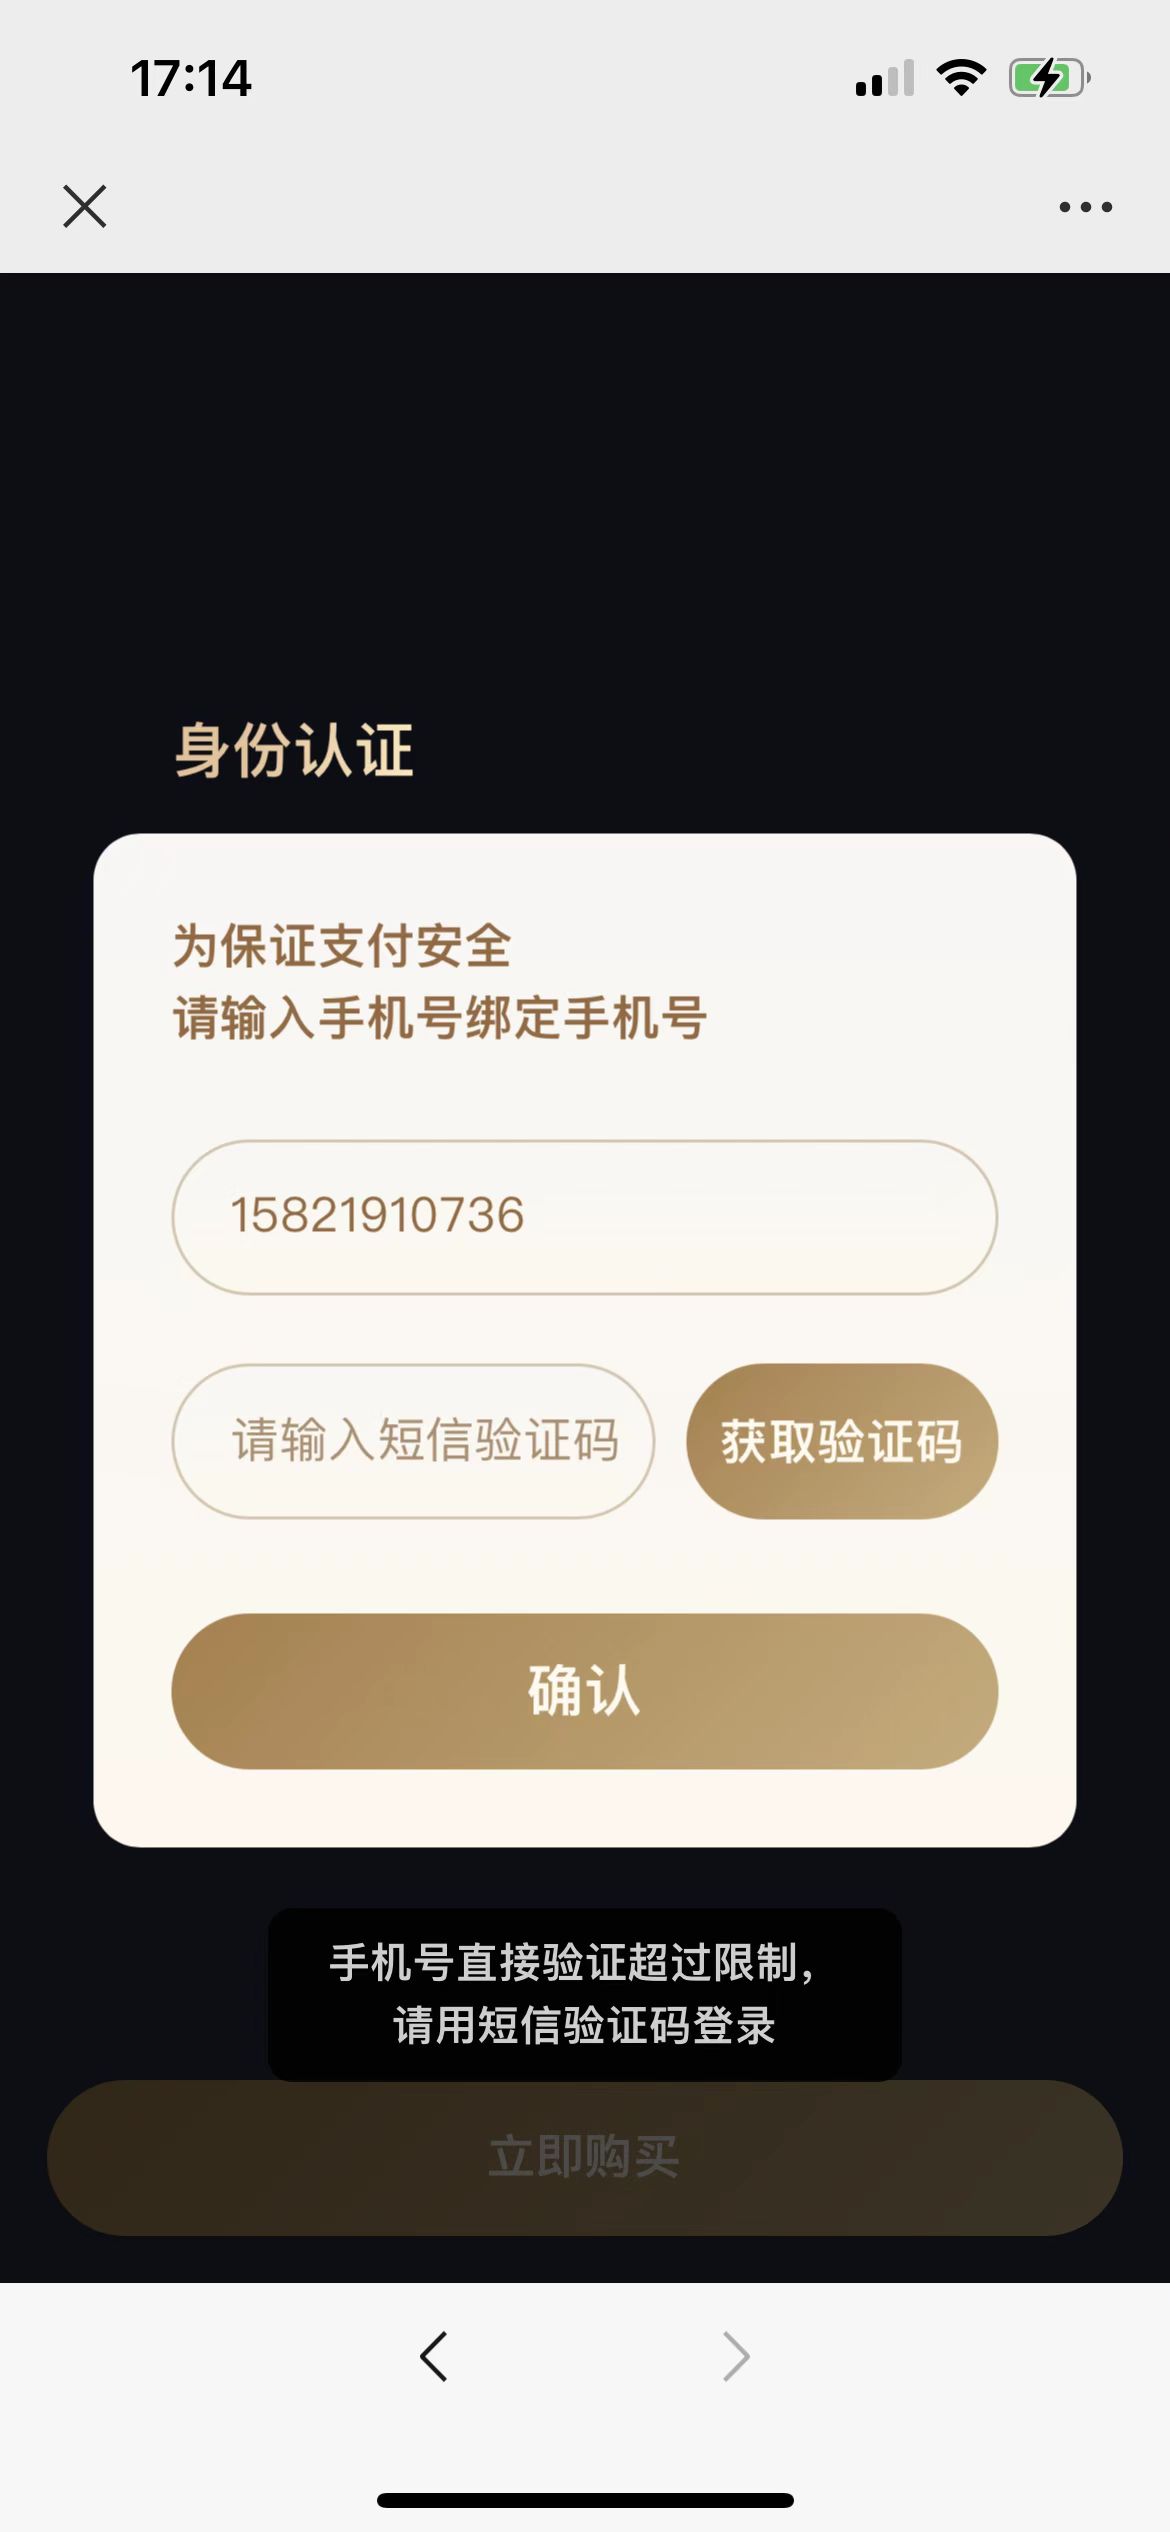 17:14
身份认证
为保证支付安全
请输入手机号绑定手机号
15821910736
请输入短信验证码
获取验证码
确认
手机号直接验证超过限制，
请用短信验证码登录
立即购买